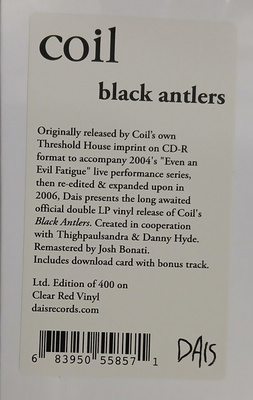 coil
black antlers
Originally released by Coil's own
Threshold House imprint on CD-R
format to accompany 2004's "Even an
Evil Fatigue" live performance series,
then re-edited & expanded upon in
2006, Dais presents the long awaited
official double LP vinyl release of Coil's
Black Antlers. Created in cooperation
with Thighpaulsandra & Danny Hyde.
Remastered by Josh Bonati.
Includes download card with bonus track.
Ltd. Edition of 400 on
Clear Red Vinyl
daisrecords.com
6 83950 55857 1
DAIS